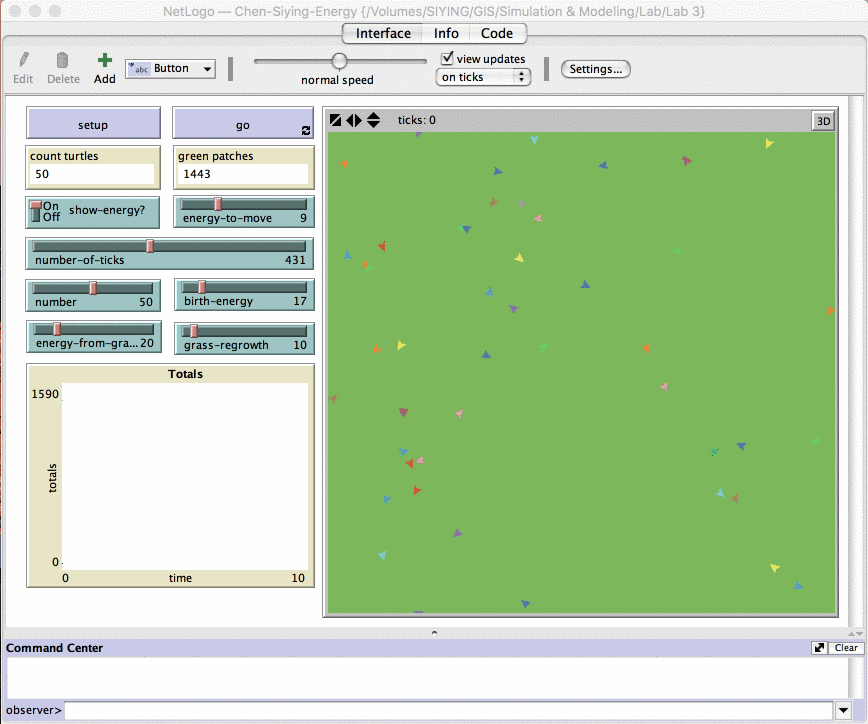 NetLogo — Chen-Siying-Energy {/Volumes/SIYING/GIS/Simulation & Modeling/Lab/Lab 3}
Interface Info Code
Edit Delete Add abc Button normal speed view updates on ticks Settings...
setup go
ticks: 0 3D
count turtles 50
green patches 1443
On Off show-energy?
energy-to-move 9
number-of-ticks 431
number 50
birth-energy 17
energy-from-gra... 20
grass-regrowth 10
Totals
1590
totals
0
0 time 10
Command Center Clear
observer>